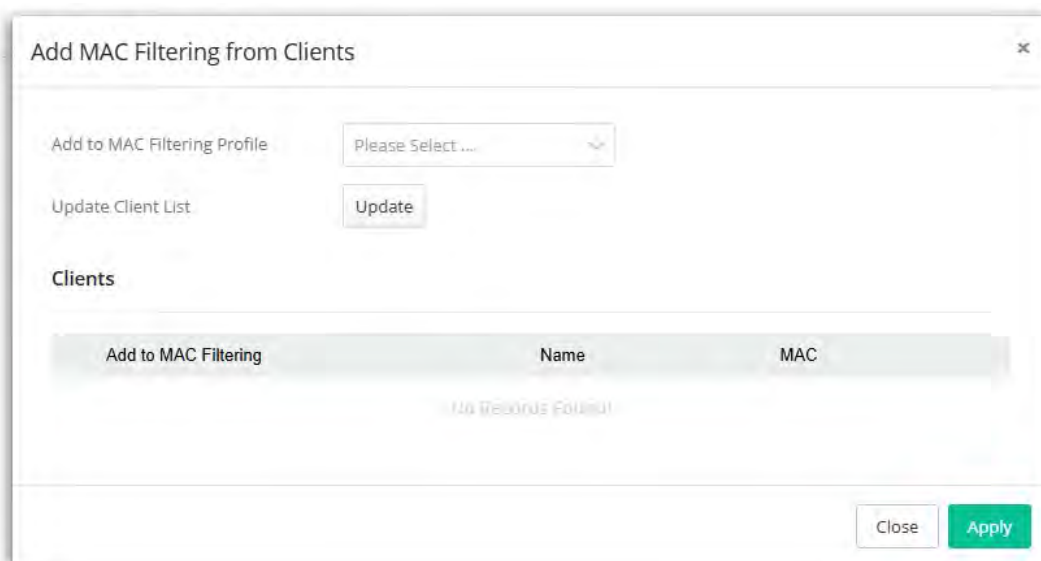 Add MAC Filtering from Clients ×
Add to MAC Filtering Profile Please Select ...
Update Client List Update
Clients
Add to MAC Filtering Name MAC
No Records Found!
Close Apply